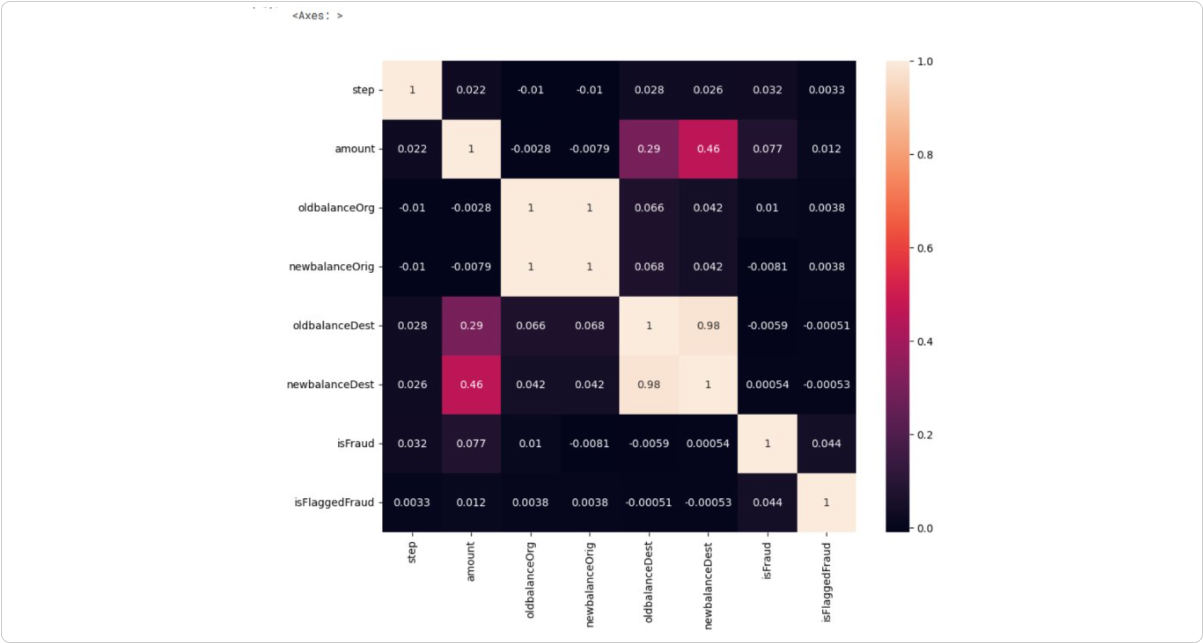 <Axes: >
step 1 0.022 -0.01 -0.01 0.028 0.026 0.032 0.0033
amount 0.022 1 -0.0028 -0.0079 0.29 0.46 0.077 0.012
oldbalanceOrg -0.01 -0.0028 1 1 0.066 0.042 0.01 0.0038
newbalanceOrig -0.01 -0.0079 1 1 0.068 0.042 -0.0081 0.0038
oldbalanceDest 0.028 0.29 0.066 0.068 1 0.98 -0.0059 -0.00051
newbalanceDest 0.026 0.46 0.042 0.042 0.98 1 0.00054 -0.00053
isFraud 0.032 0.077 0.01 -0.0081 -0.0059 0.00054 1 0.044
isFlaggedFraud 0.0033 0.012 0.0038 0.0038 -0.00051 -0.00053 0.044 1
step amount oldbalanceOrg newbalanceOrig oldbalanceDest newbalanceDest isFraud isFlaggedFraud
1.0
0.8
0.6
0.4
0.2
0.0